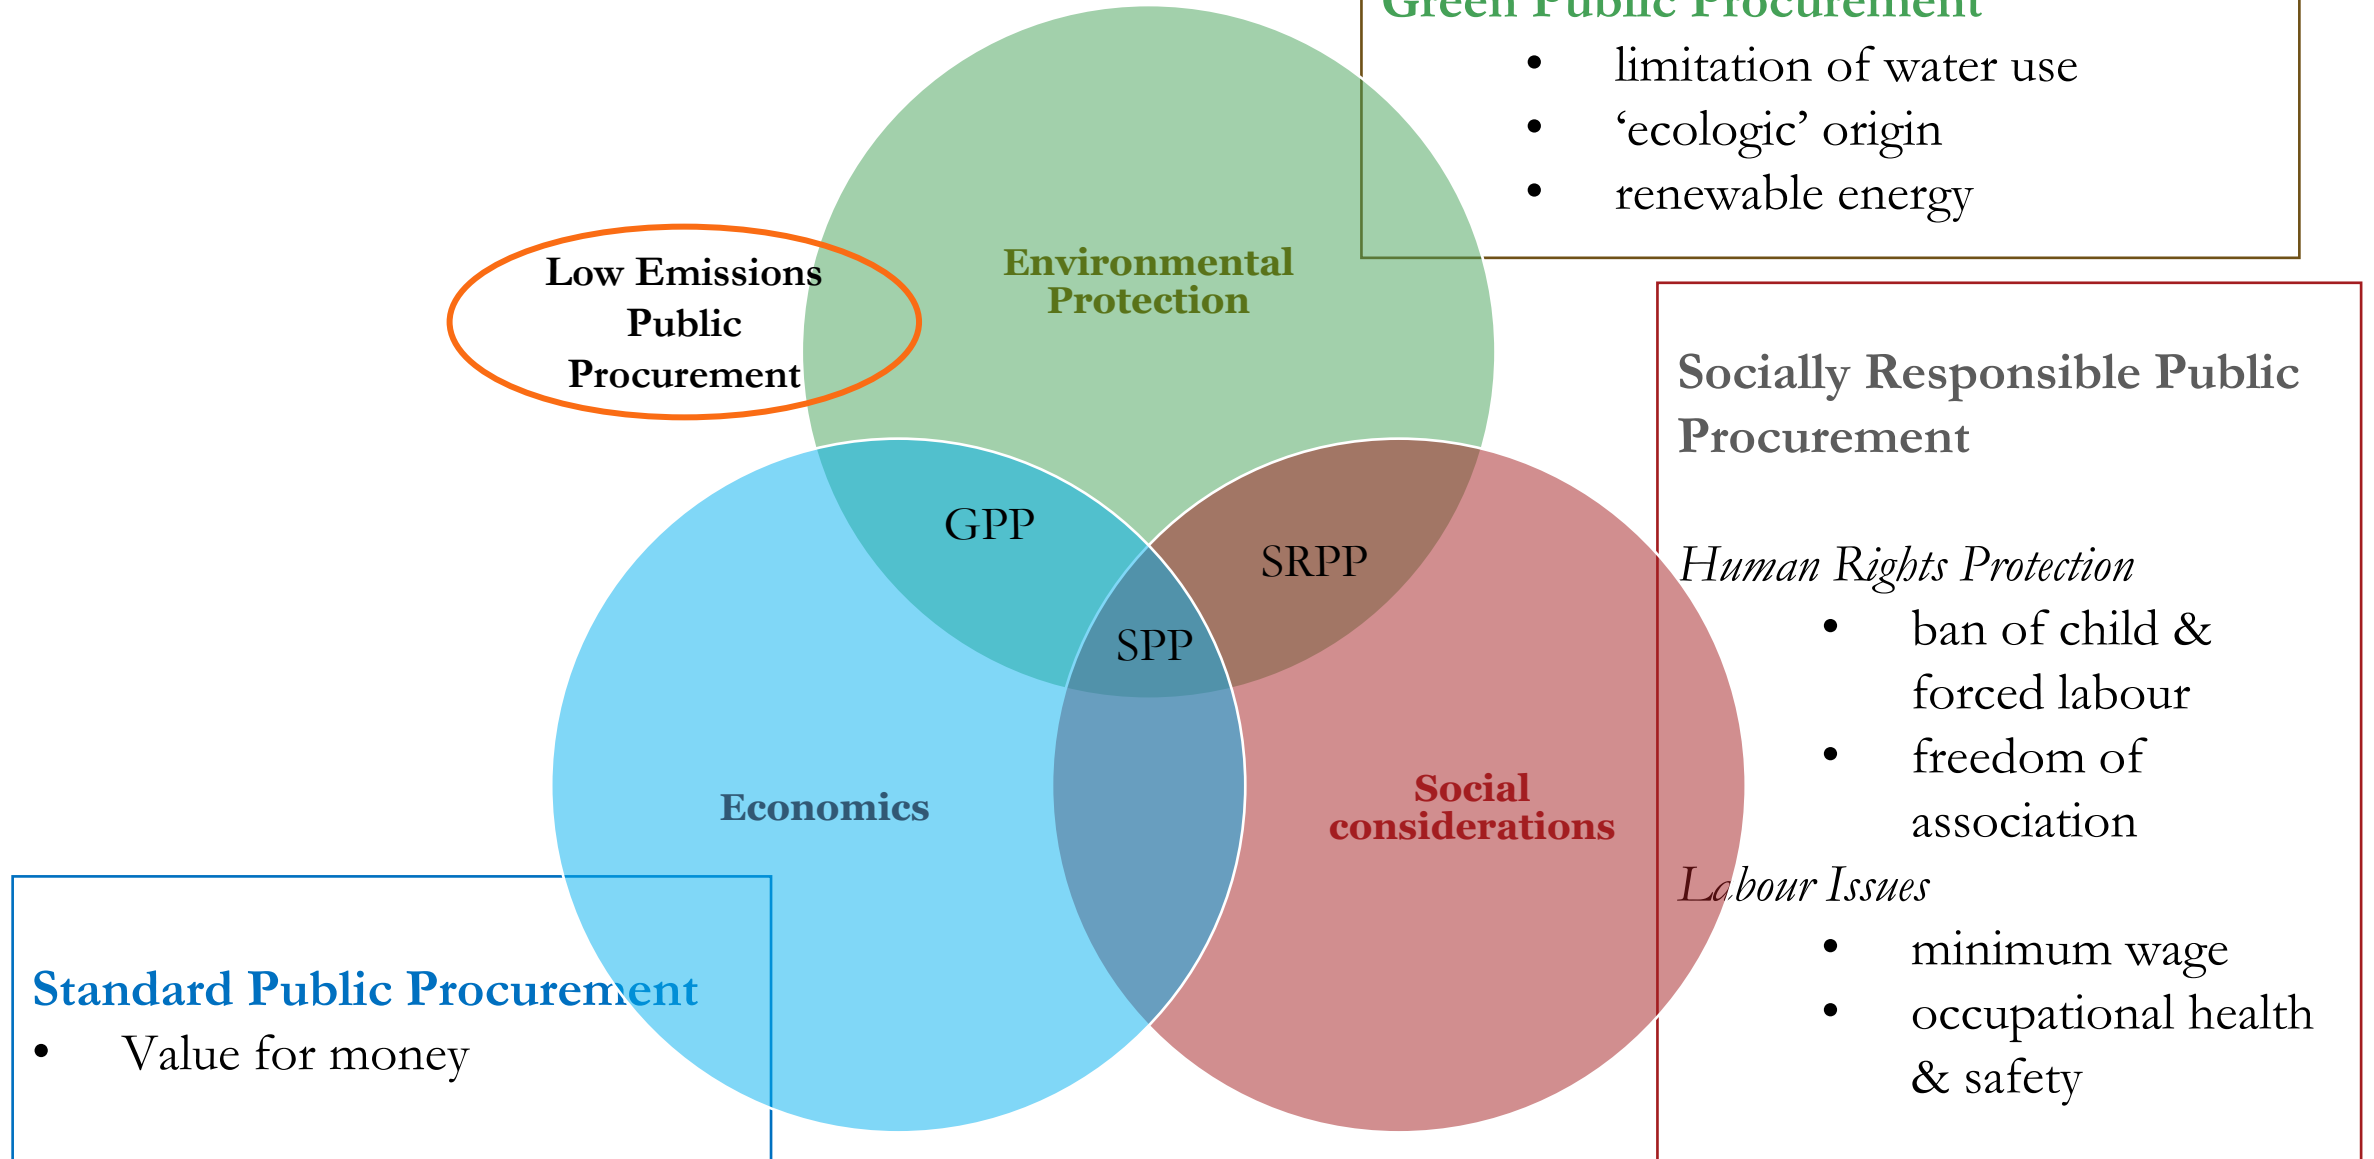 Green Public Procurement
• limitation of water use
• ‘ecologic’ origin
• renewable energy
Low Emissions
Public
Procurement
Environmental
Protection
Socially Responsible Public
Procurement
Human Rights Protection
• ban of child &
forced labour
• freedom of
association
Labour Issues
• minimum wage
• occupational health
& safety
GPP
SRPP
SPP
Economics
Social
considerations
Standard Public Procurement
• Value for money